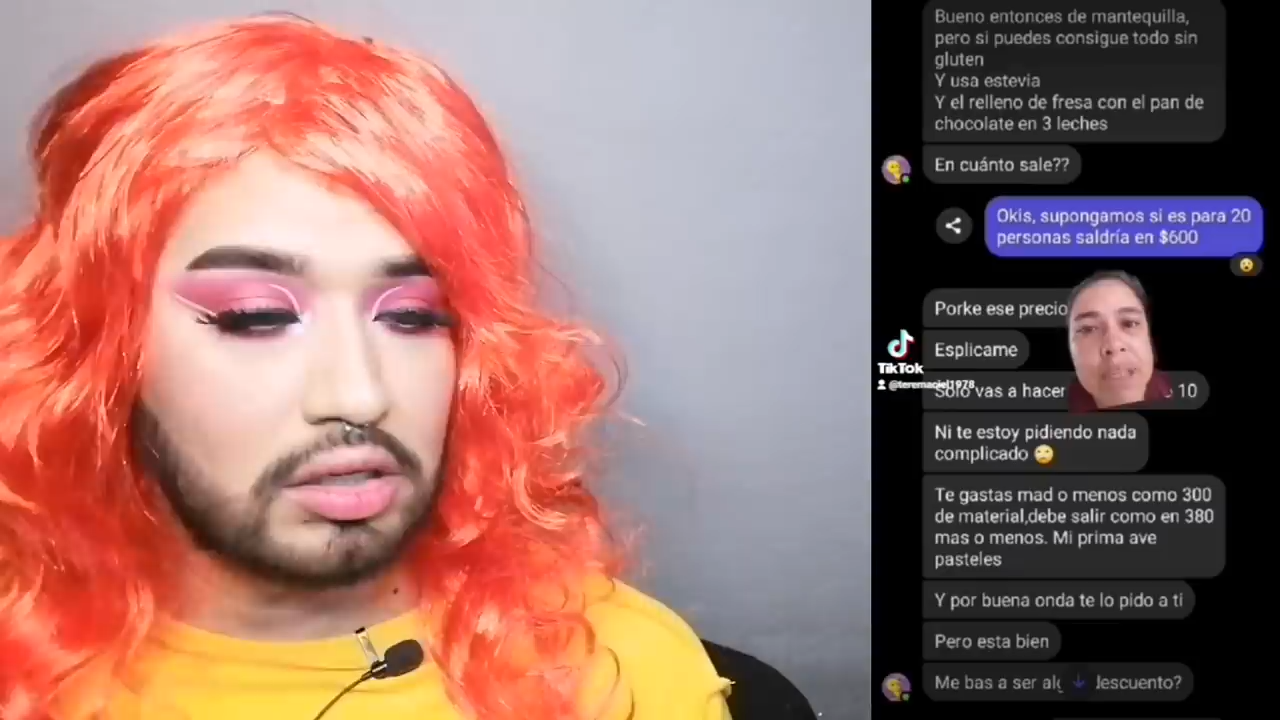 Bueno entonces de mantequilla,
pero si puedes consigue todo sin
gluten
Y usa estevia
Y el relleno de fresa con el pan de
chocolate en 3 leches
En cuánto sale??
Okis, supongamos si es para 20
personas saldría en $600
Porke ese precio
Esplicame
TikTok
@teremaciel1978
Solo vas a hacer 10
Ni te estoy pidiendo nada
complicado
Te gastas mad o menos como 300
de material,debe salir como en 380
mas o menos. Mi prima ave
pasteles
Y por buena onda te lo pido a tí
Pero esta bien
Me bas a ser